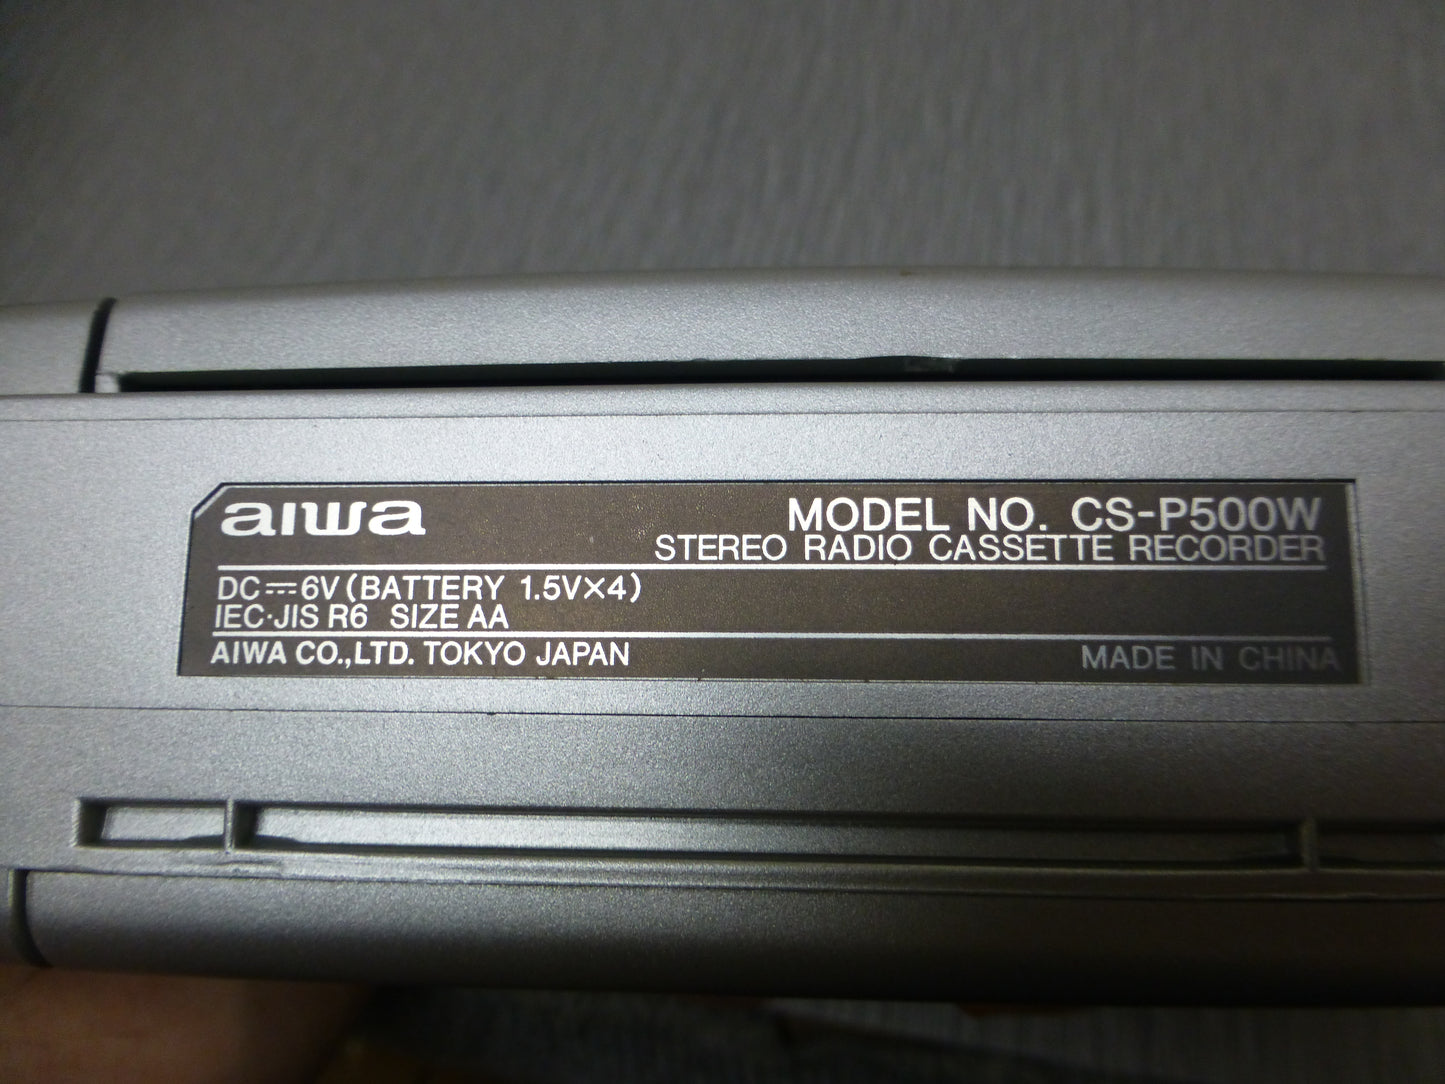 aiwa
MODEL NO. CS-P500W
STEREO RADIO CASSETTE RECORDER
DC⎓6V (BATTERY 1.5V×4)
IEC·JIS R6 SIZE AA
AIWA CO.,LTD. TOKYO JAPAN
MADE IN CHINA